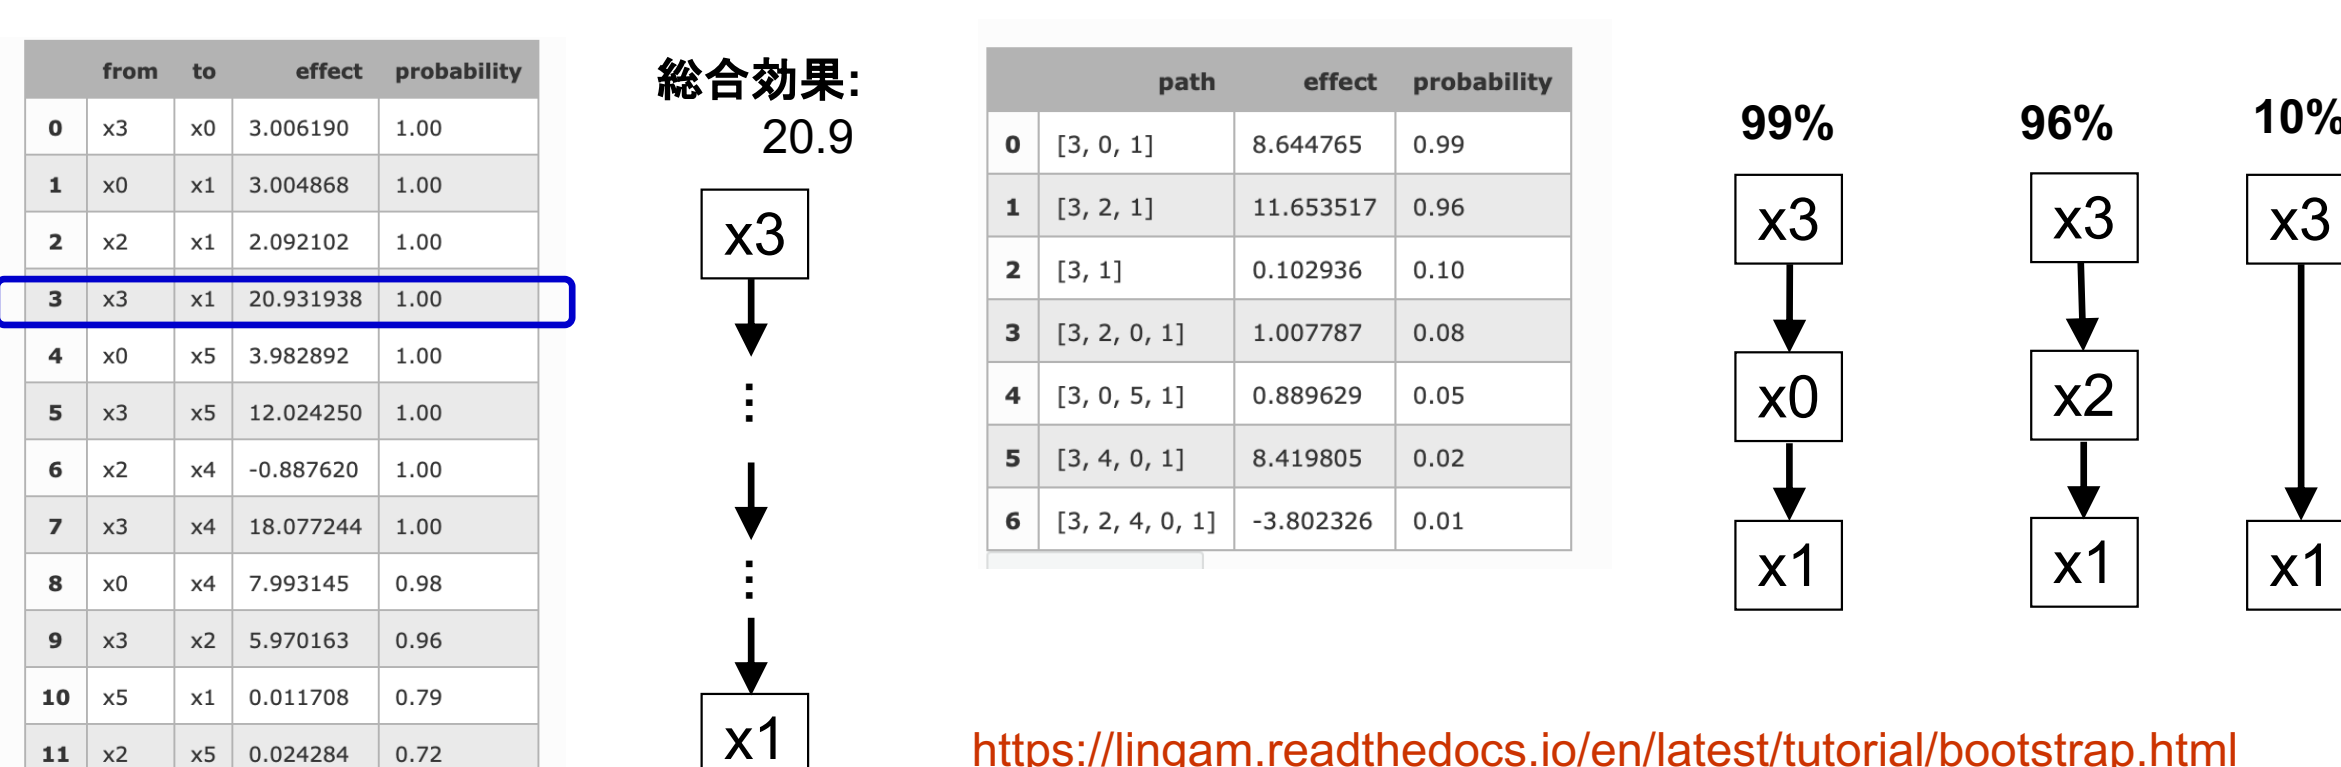 from to effect probability
0 x3 x0 3.006190 1.00
1 x0 x1 3.004868 1.00
2 x2 x1 2.092102 1.00
3 x3 x1 20.931938 1.00
4 x0 x5 3.982892 1.00
5 x3 x5 12.024250 1.00
6 x2 x4 -0.887620 1.00
7 x3 x4 18.077244 1.00
8 x0 x4 7.993145 0.98
9 x3 x2 5.970163 0.96
10 x5 x1 0.011708 0.79
11 x2 x5 0.024284 0.72
総合効果:
20.9
x3
⋮
⋮
x1
path effect probability
0 [3, 0, 1] 8.644765 0.99
1 [3, 2, 1] 11.653517 0.96
2 [3, 1] 0.102936 0.10
3 [3, 2, 0, 1] 1.007787 0.08
4 [3, 0, 5, 1] 0.889629 0.05
5 [3, 4, 0, 1] 8.419805 0.02
6 [3, 2, 4, 0, 1] -3.802326 0.01
99%
x3
x0
x1
96%
x3
x2
x1
10%
x3
x1
https://lingam.readthedocs.io/en/latest/tutorial/bootstrap.html